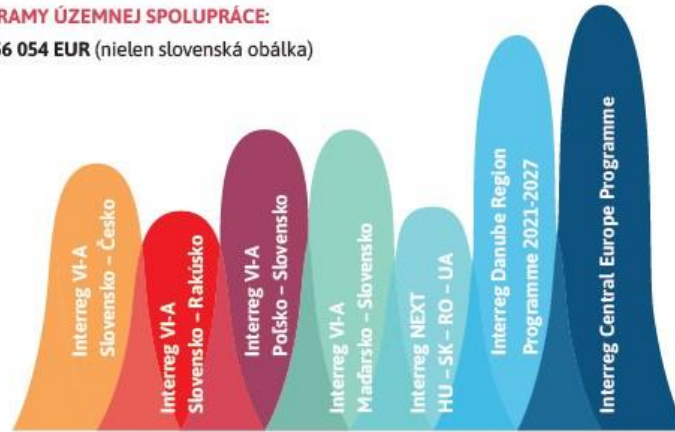 RAMY ÚZEMNEJ SPOLUPRÁCE:
6 054 EUR (nielen slovenská obálka)
Interreg VI-A
Slovensko – Česko
Interreg VI-A
Slovensko – Rakúsko
Interreg VI-A
Poľsko – Slovensko
Interreg VI-A
Maďarsko – Slovensko
Interreg NEXT
HU –SK – RO – UA
Interreg Danube Region
Programme 2021-2027
Interreg Central Europe Programme